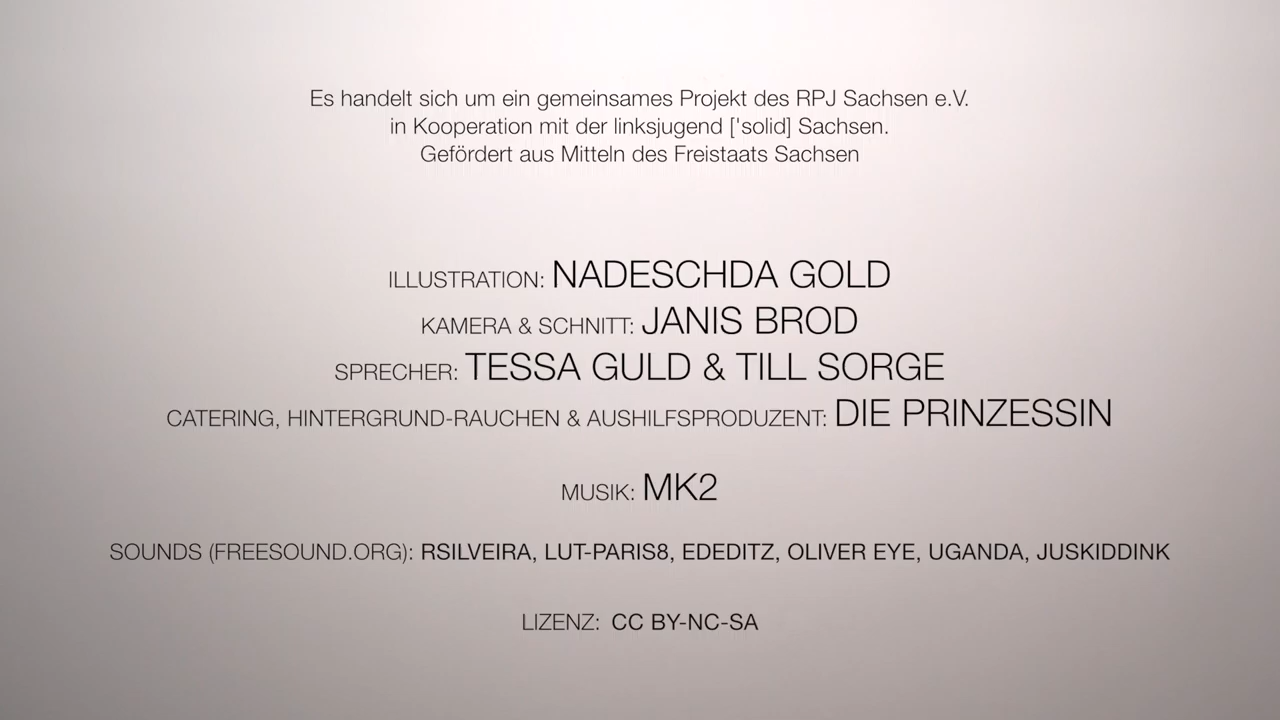 Es handelt sich um ein gemeinsames Projekt des RPJ Sachsen e.V.
in Kooperation mit der linksjugend ['solid] Sachsen.
Gefördert aus Mitteln des Freistaats Sachsen
ILLUSTRATION: NADESCHDA GOLD
KAMERA & SCHNITT: JANIS BROD
SPRECHER: TESSA GULD & TILL SORGE
CATERING, HINTERGRUND-RAUCHEN & AUSHILFSPRODUZENT: DIE PRINZESSIN
MUSIK: MK2
SOUNDS (FREESOUND.ORG): RSILVEIRA, LUT-PARIS8, EDEDITZ, OLIVER EYE, UGANDA, JUSKIDDINK
LIZENZ: CC BY-NC-SA